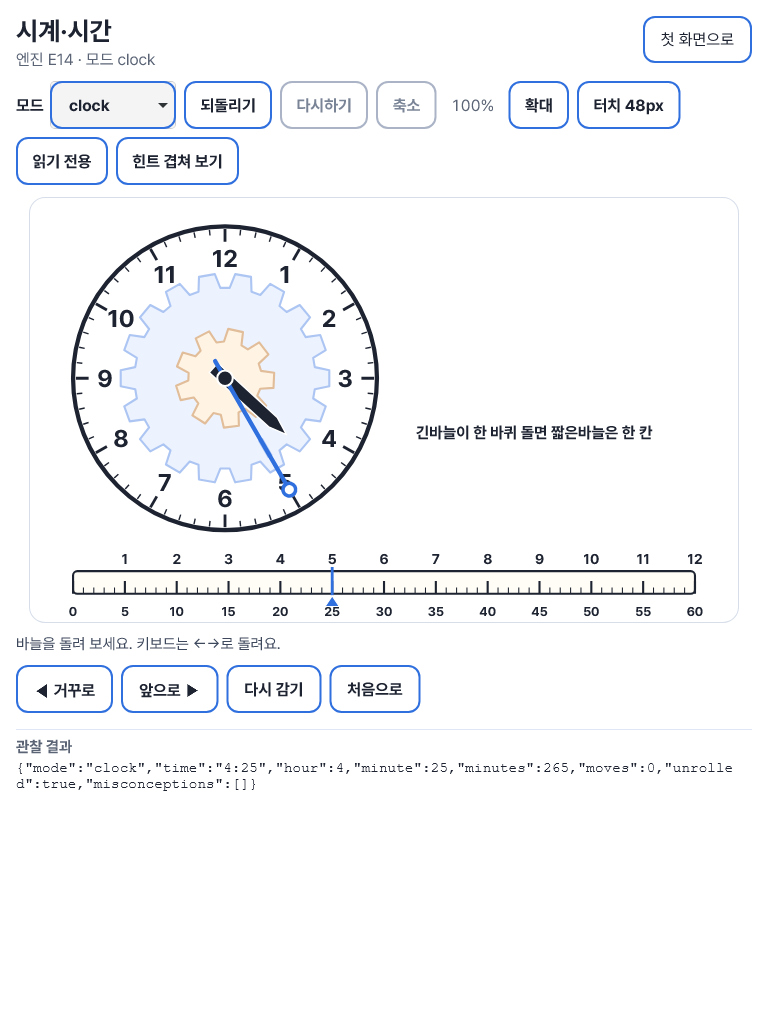 시계·시간
엔진 E14 · 모드 clock
첫 화면으로
모드 clock 되돌리기 다시하기 축소 100% 확대 터치 48px
읽기 전용 힌트 겹쳐 보기
12
11 1
10 2
9 3
8 4
7 5
6
긴바늘이 한 바퀴 돌면 짧은바늘은 한 칸
1 2 3 4 5 6 7 8 9 10 11 12
0 5 10 15 20 25 30 35 40 45 50 55 60
바늘을 돌려 보세요. 키보드는 ←→로 돌려요.
◀ 거꾸로 앞으로 ▶ 다시 감기 처음으로
관찰 결과
{"mode":"clock","time":"4:25","hour":4,"minute":25,"minutes":265,"moves":0,"unrolle
d":true,"misconceptions":[]}